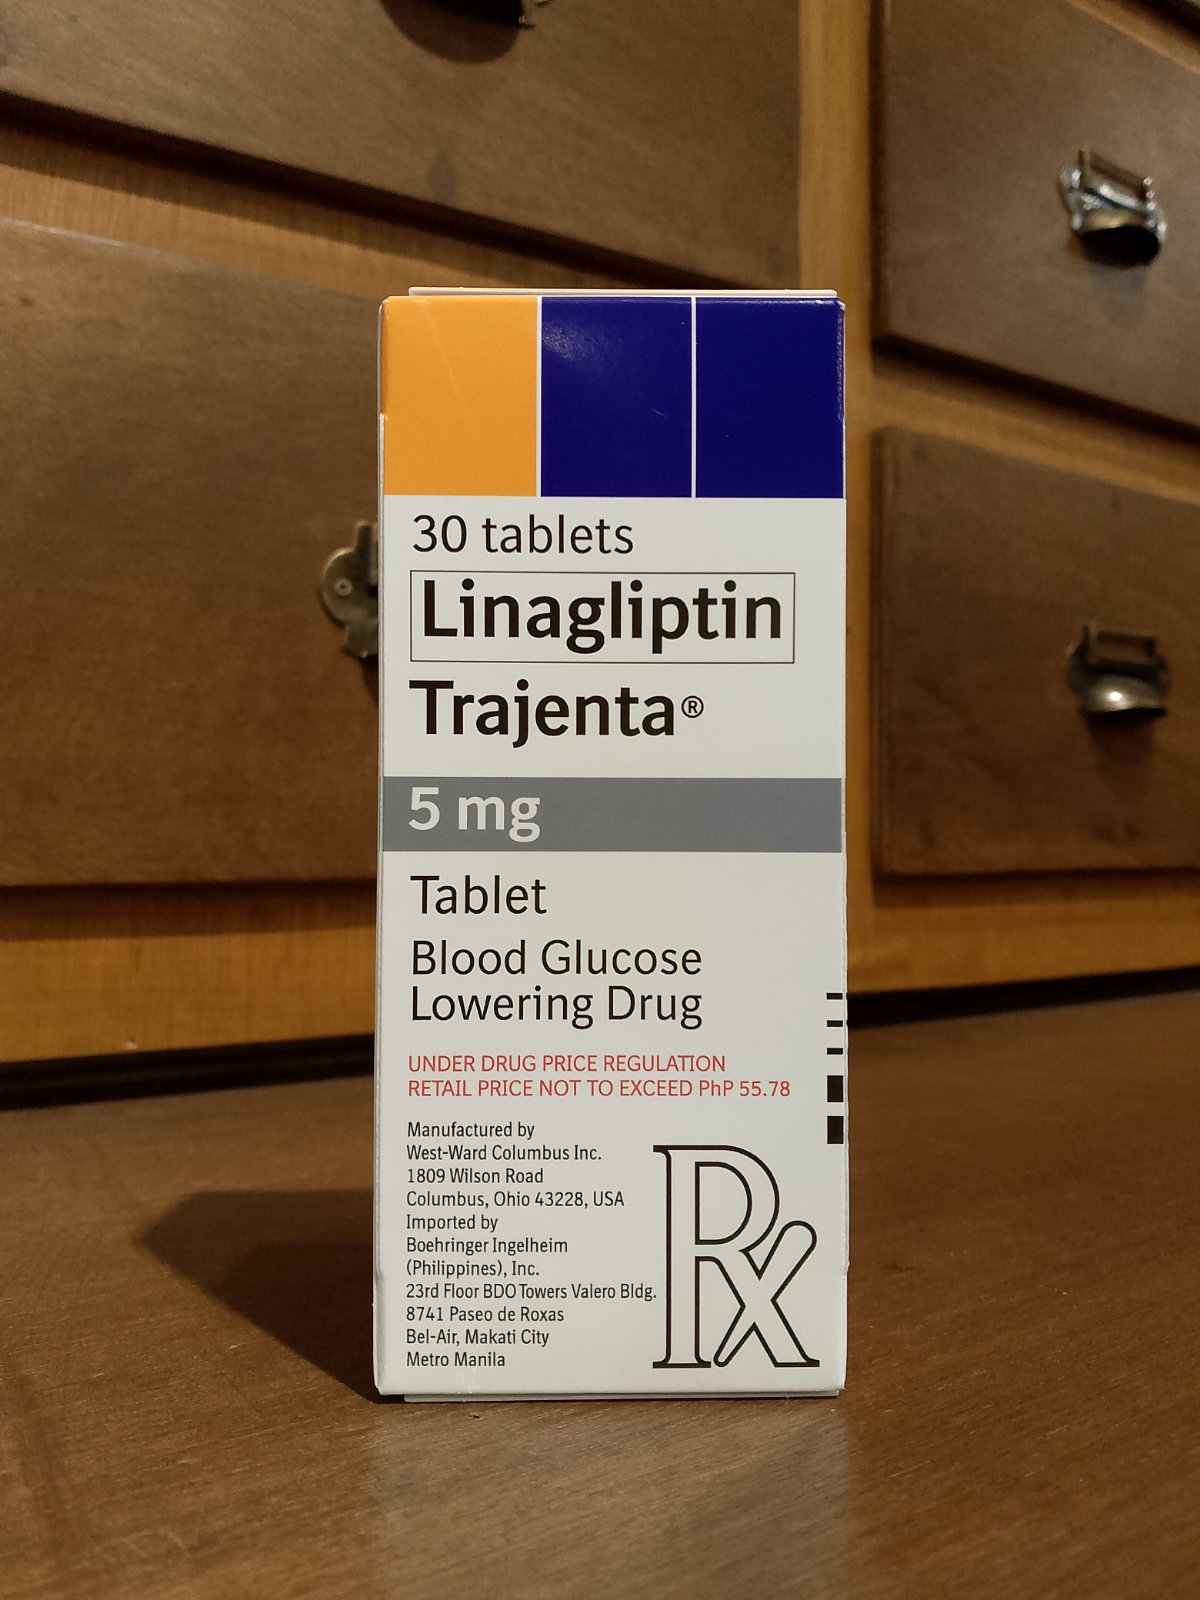 30 tablets
Linagliptin
Trajenta®
5 mg
Tablet
Blood Glucose
Lowering Drug
UNDER DRUG PRICE REGULATION
RETAIL PRICE NOT TO EXCEED PhP 55.78
Manufactured by
West-Ward Columbus Inc.
1809 Wilson Road
Columbus, Ohio 43228, USA
Imported by
Boehringer Ingelheim
(Philippines), Inc.
23rd Floor BDO Towers Valero Bldg.
8741 Paseo de Roxas
Bel-Air, Makati City
Metro Manila
Rx